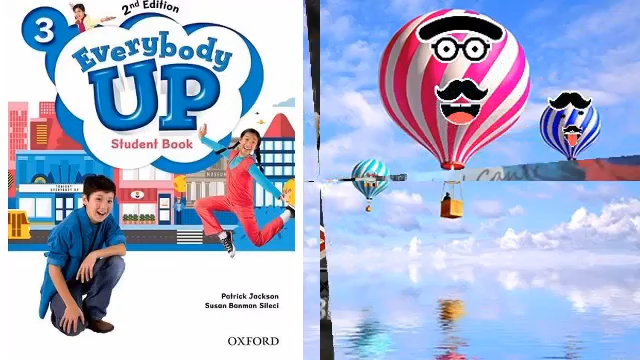 3
2nd Edition
Everybody
UP
Student Book
Patrick Jackson
Susan Banman Sileci
OXFORD